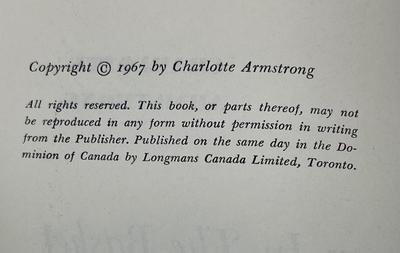 Copyright © 1967 by Charlotte Armstrong
All rights reserved. This book, or parts thereof, may not
be reproduced in any form without permission in writing
from the Publisher. Published on the same day in the Do-
minion of Canada by Longmans Canada Limited, Toronto.